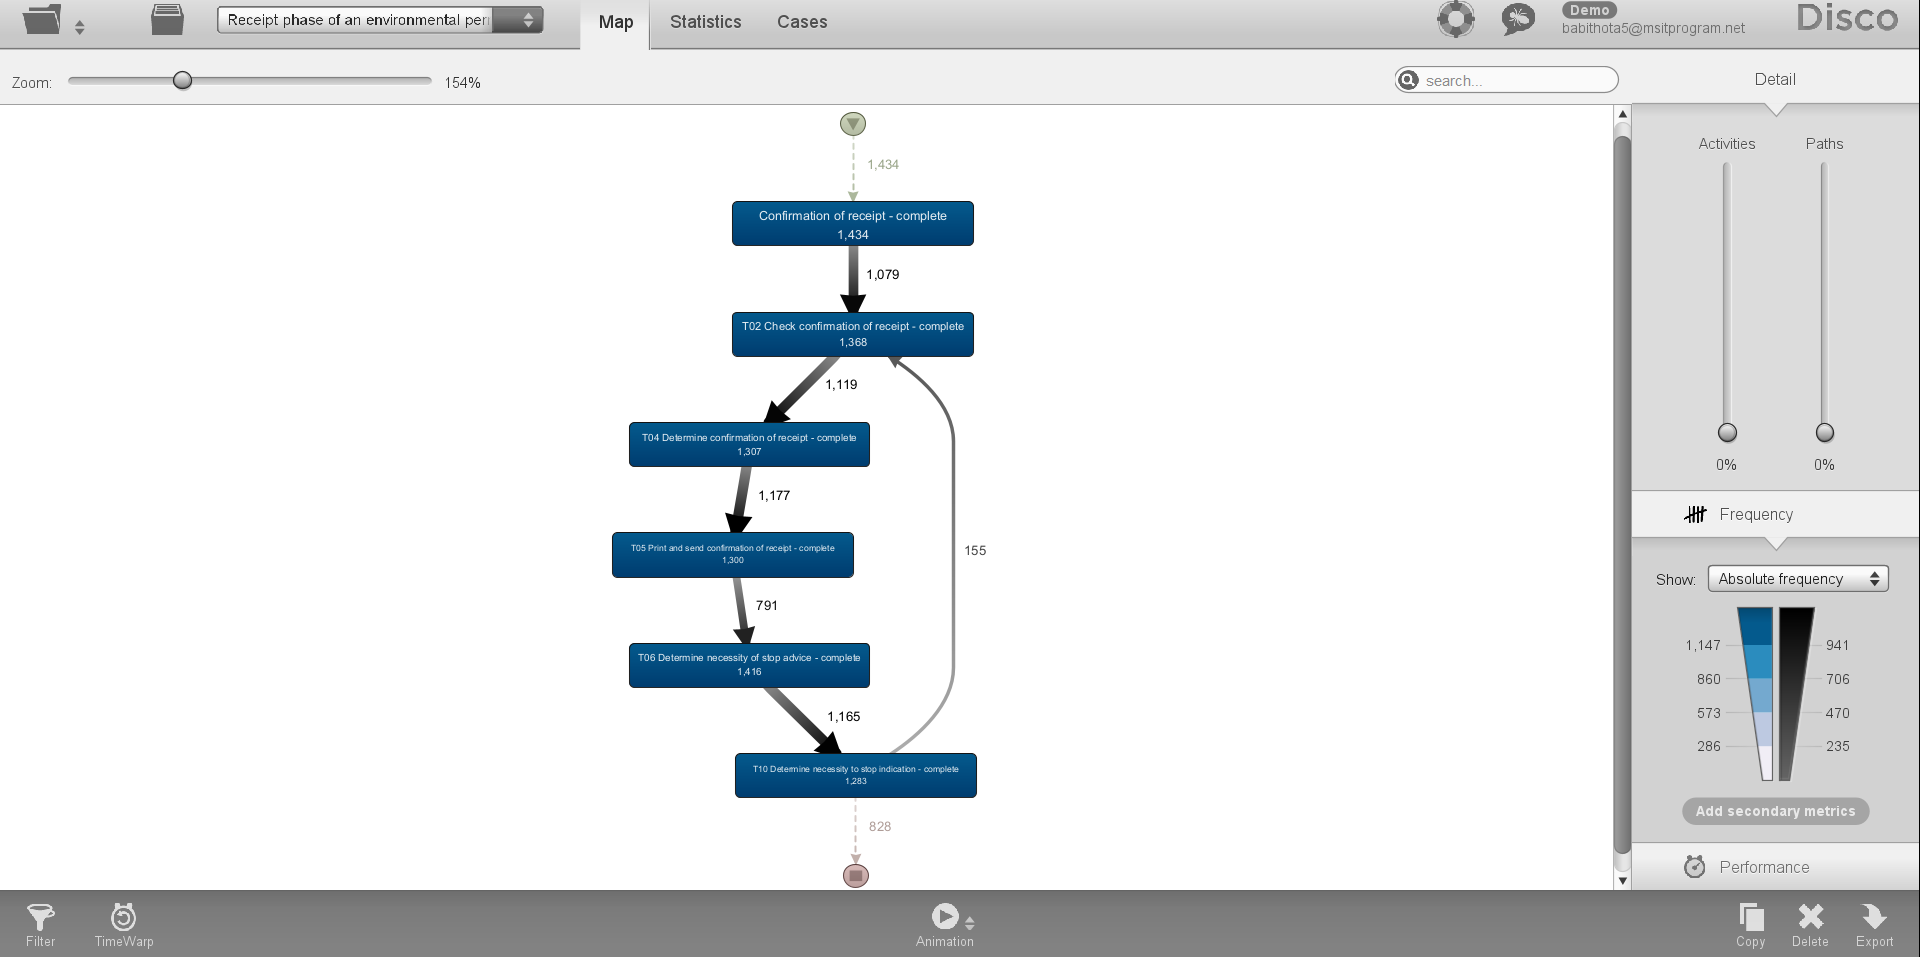 Receipt phase of an environmental per
Map
Statistics
Cases
Demo
babithota5@msitprogram.net
Disco
Zoom:
154%
search...
Detail
1,434
Confirmation of receipt - complete
1,434
1,079
T02 Check confirmation of receipt - complete
1,368
1,119
T04 Determine confirmation of receipt - complete
1,307
1,177
T05 Print and send confirmation of receipt - complete
1,300
155
791
T06 Determine necessity of stop advice - complete
1,416
1,165
T10 Determine necessity to stop indication - complete
1,283
828
Activities
Paths
0%
0%
Frequency
Show:
Absolute frequency
1,147
941
860
706
573
470
286
235
Add secondary metrics
Performance
Filter
TimeWarp
Animation
Copy
Delete
Export